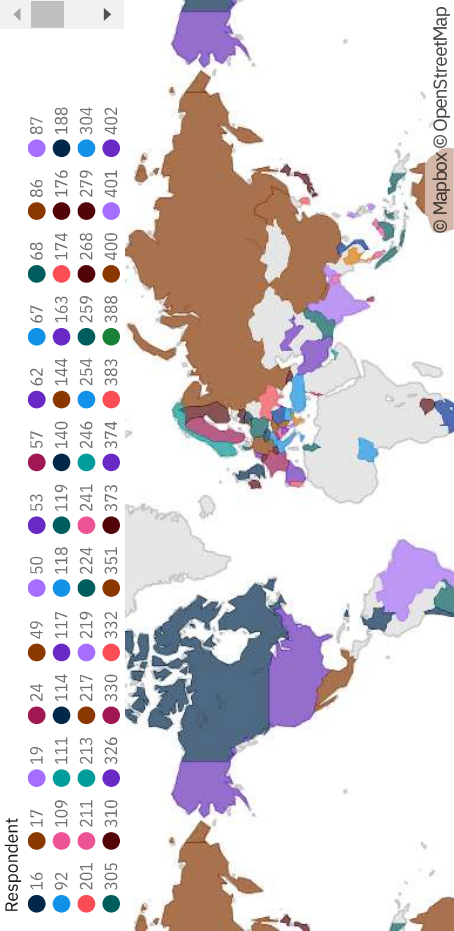 Respondent
16 17 19 24 49 50 53 57 62 67 68 86 87
92 109 111 114 117 118 119 140 144 163 174 176 188
201 211 213 217 219 224 241 246 254 259 268 279 304
305 310 326 330 332 351 373 374 383 388 400 401 402
© Mapbox © OpenStreetMap